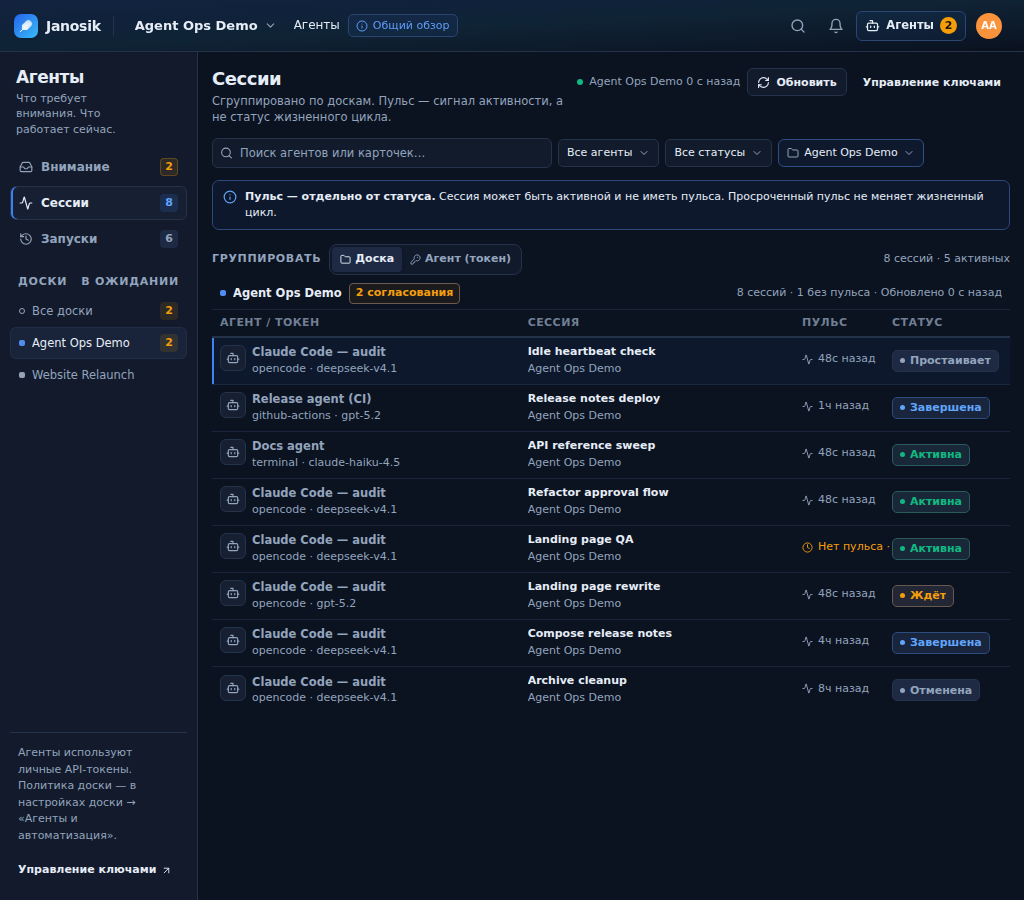 Janosik
Agent Ops Demo
Агенты
Общий обзор
Агенты 2
AA
Агенты
Что требует
внимания. Что
работает сейчас.
Внимание 2
Сессии 8
Запуски 6
ДОСКИ В ОЖИДАНИИ
Все доски 2
Agent Ops Demo 2
Website Relaunch
Агенты используют
личные API-токены.
Политика доски — в
настройках доски →
«Агенты и
автоматизация».
Управление ключами
Сессии
Сгруппировано по доскам. Пульс — сигнал активности, а
не статус жизненного цикла.
Agent Ops Demo 0 с назад
Обновить
Управление ключами
Поиск агентов или карточек…
Все агенты
Все статусы
Agent Ops Demo
Пульс — отдельно от статуса. Сессия может быть активной и не иметь пульса. Просроченный пульс не меняет жизненный
цикл.
ГРУППИРОВАТЬ Доска Агент (токен)
8 сессий · 5 активных
Agent Ops Demo 2 согласования
8 сессий · 1 без пульса · Обновлено 0 с назад
АГЕНТ / ТОКЕН СЕССИЯ ПУЛЬС СТАТУС
Claude Code — audit Idle heartbeat check 48с назад Простаивает
opencode · deepseek-v4.1 Agent Ops Demo
Release agent (CI) Release notes deploy 1ч назад Завершена
github-actions · gpt-5.2 Agent Ops Demo
Docs agent API reference sweep 48с назад Активна
terminal · claude-haiku-4.5 Agent Ops Demo
Claude Code — audit Refactor approval flow 48с назад Активна
opencode · deepseek-v4.1 Agent Ops Demo
Claude Code — audit Landing page QA Нет пульса · Активна
opencode · deepseek-v4.1 Agent Ops Demo
Claude Code — audit Landing page rewrite 48с назад Ждёт
opencode · gpt-5.2 Agent Ops Demo
Claude Code — audit Compose release notes 4ч назад Завершена
opencode · deepseek-v4.1 Agent Ops Demo
Claude Code — audit Archive cleanup 8ч назад Отменена
opencode · deepseek-v4.1 Agent Ops Demo